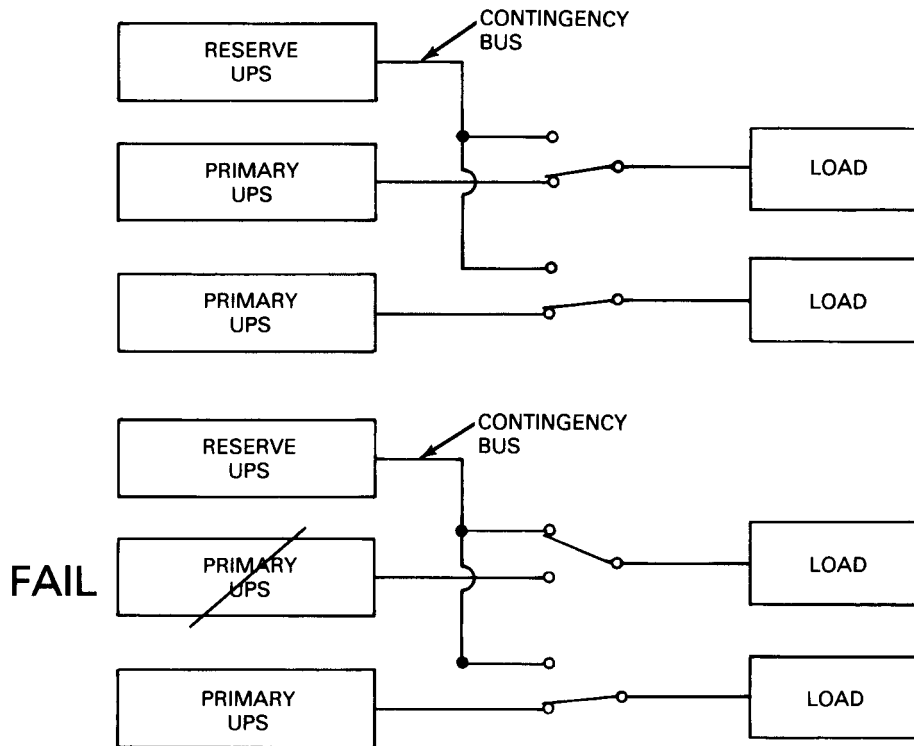 CONTINGENCY
BUS
RESERVE
UPS
PRIMARY
UPS
LOAD
PRIMARY
UPS
LOAD
CONTINGENCY
BUS
RESERVE
UPS
FAIL
PRIMARY
UPS
LOAD
PRIMARY
UPS
LOAD